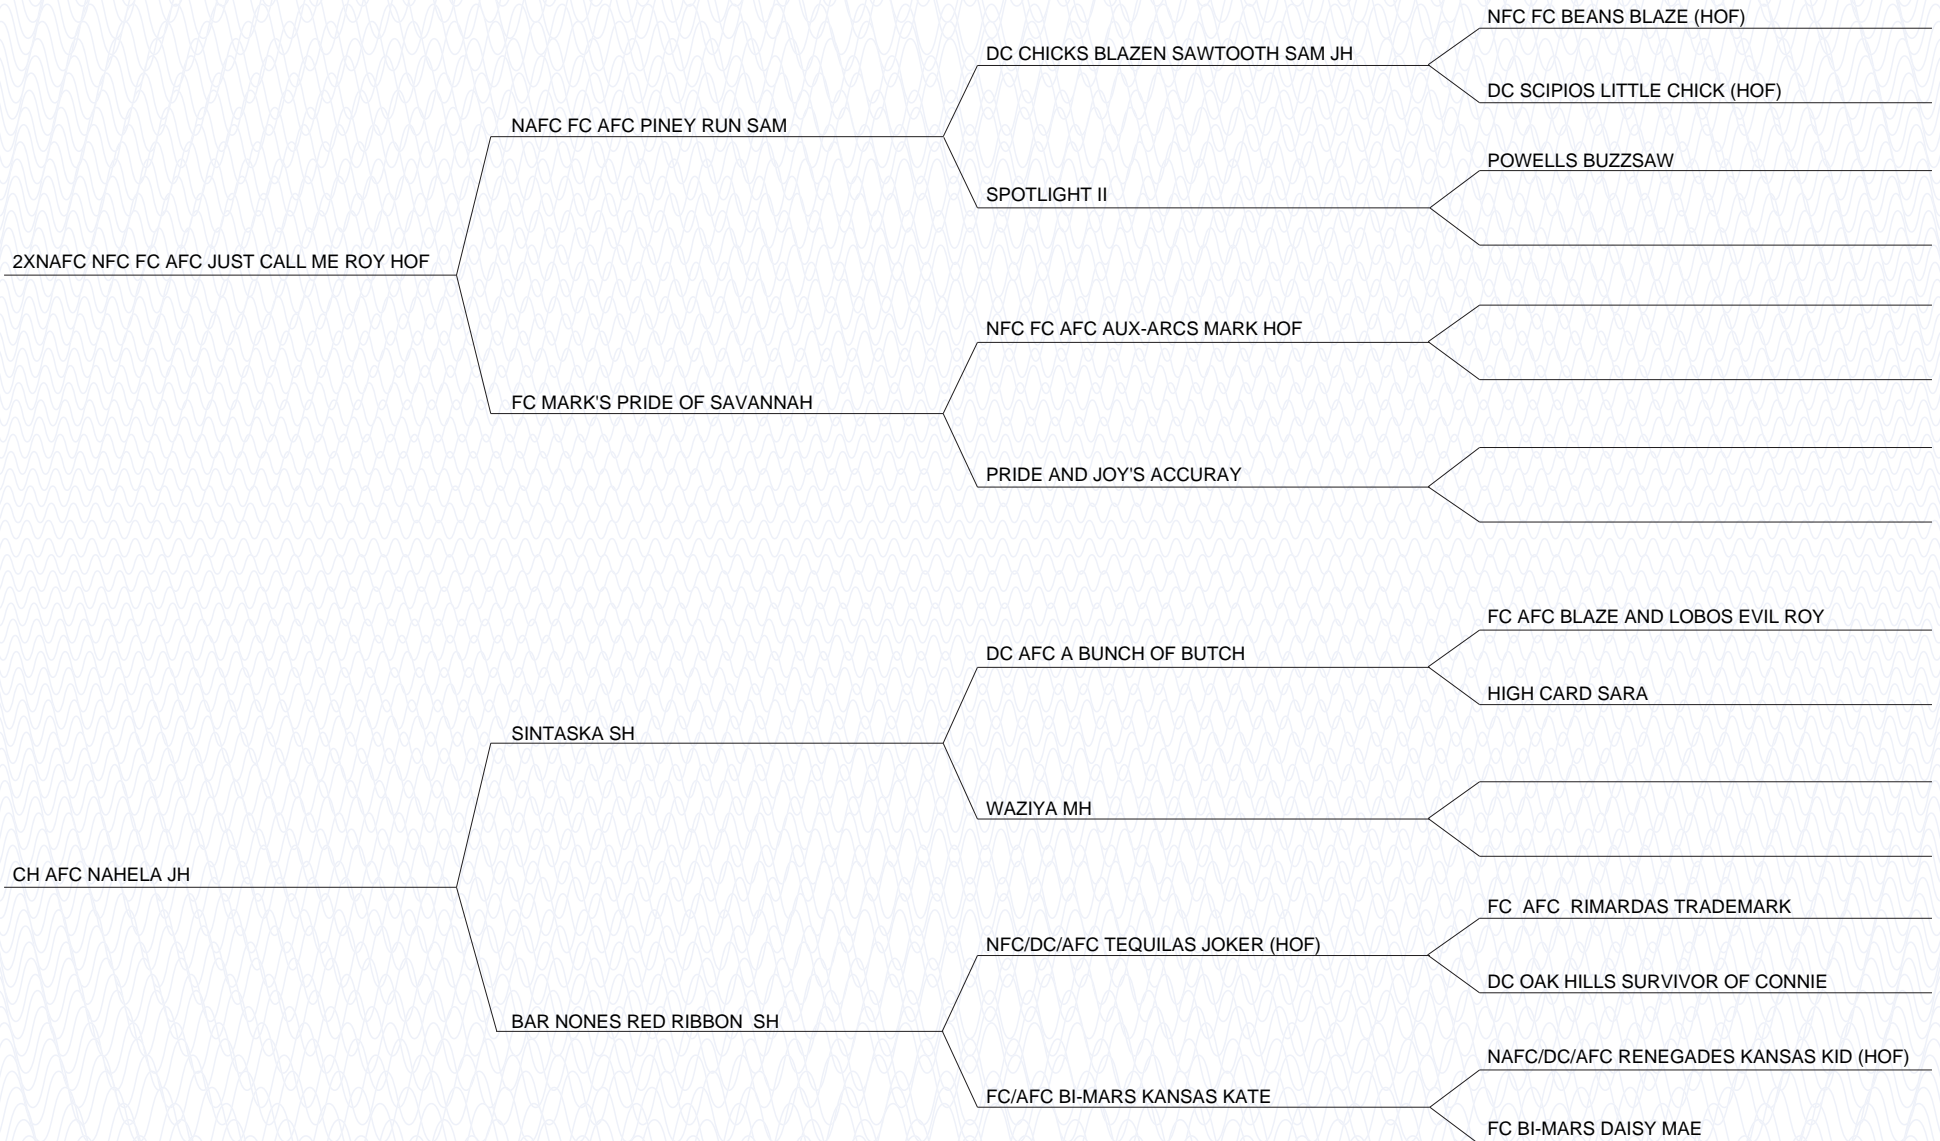 NFC FC BEANS BLAZE (HOF)
DC CHICKS BLAZEN SAWTOOTH SAM JH
DC SCIPIOS LITTLE CHICK (HOF)
NAFC FC AFC PINEY RUN SAM
POWELLS BUZZSAW
SPOTLIGHT II
2XNAFC NFC FC AFC JUST CALL ME ROY HOF
NFC FC AFC AUX-ARCS MARK HOF
FC MARK'S PRIDE OF SAVANNAH
PRIDE AND JOY'S ACCURAY
FC AFC BLAZE AND LOBOS EVIL ROY
DC AFC A BUNCH OF BUTCH
HIGH CARD SARA
SINTASKA SH
WAZIYA MH
CH AFC NAHELA JH
FC  AFC  RIMARDAS TRADEMARK
NFC/DC/AFC TEQUILAS JOKER (HOF)
DC OAK HILLS SURVIVOR OF CONNIE
BAR NONES RED RIBBON  SH
NAFC/DC/AFC RENEGADES KANSAS KID (HOF)
FC/AFC BI-MARS KANSAS KATE
FC BI-MARS DAISY MAE